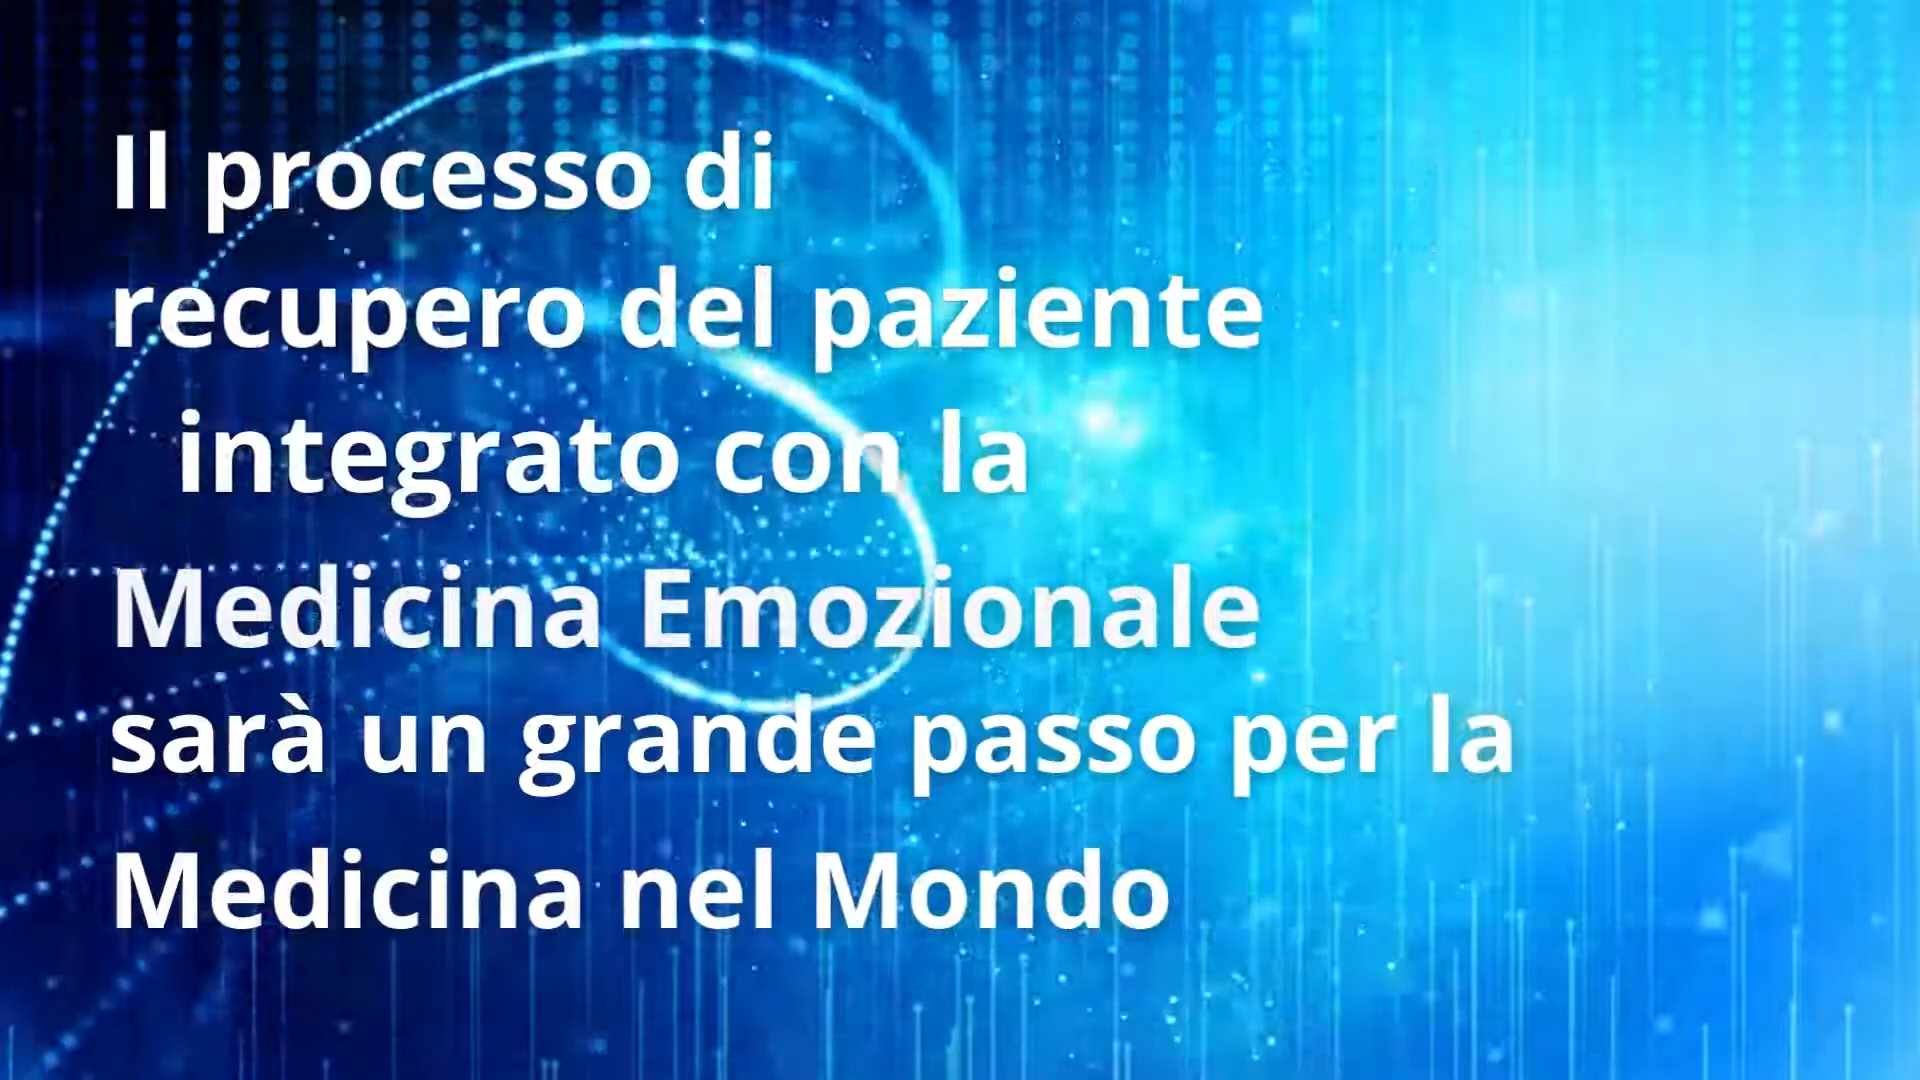 Il processo di
recupero del paziente
integrato con la
Medicina Emozionale
sarà un grande passo per la
Medicina nel Mondo